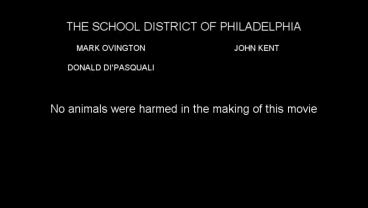 THE SCHOOL DISTRICT OF PHILADELPHIA
MARK OVINGTON JOHN KENT
DONALD DI'PASQUALI
No animals were harmed in the making of this movie